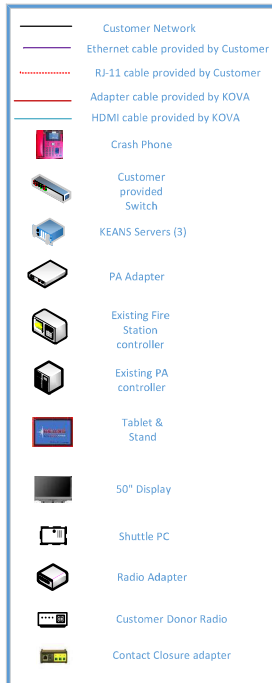 Customer Network
Ethernet cable provided by Customer
RJ-11 cable provided by Customer
Adapter cable provided by KOVA
HDMI cable provided by KOVA
Crash Phone
Customer
provided
Switch
KEANS Servers (3)
PA Adapter
Existing Fire
Station
controller
Existing PA
controller
Tablet &
Stand
50" Display
Shuttle PC
Radio Adapter
Customer Donor Radio
Contact Closure adapter